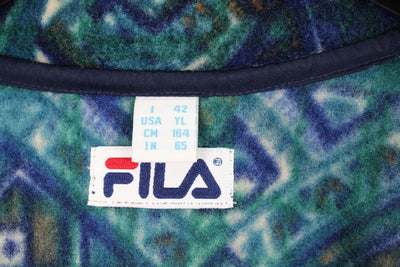 I 42
USA YL
CM 164
IN 65
FILA